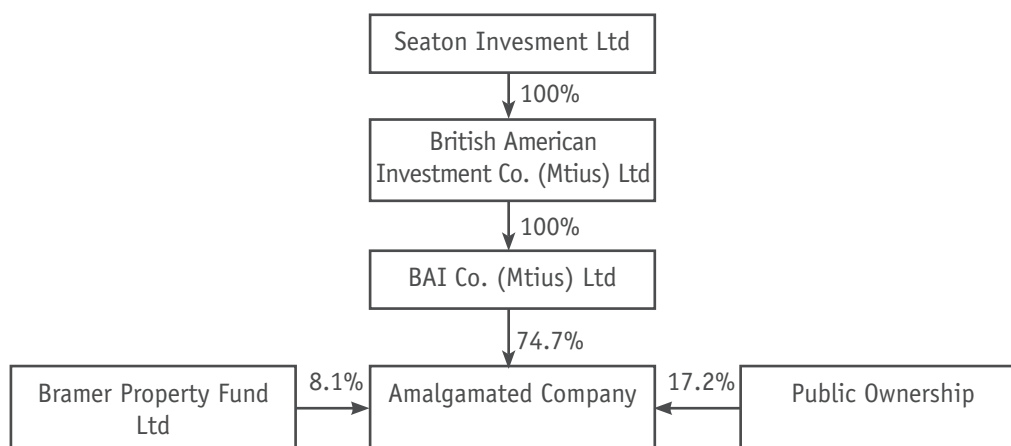 Seaton Invesment Ltd
100%
British American
Investment Co. (Mtius) Ltd
100%
BAI Co. (Mtius) Ltd
74.7%
Bramer Property Fund
Ltd
8.1%
Amalgamated Company
17.2%
Public Ownership